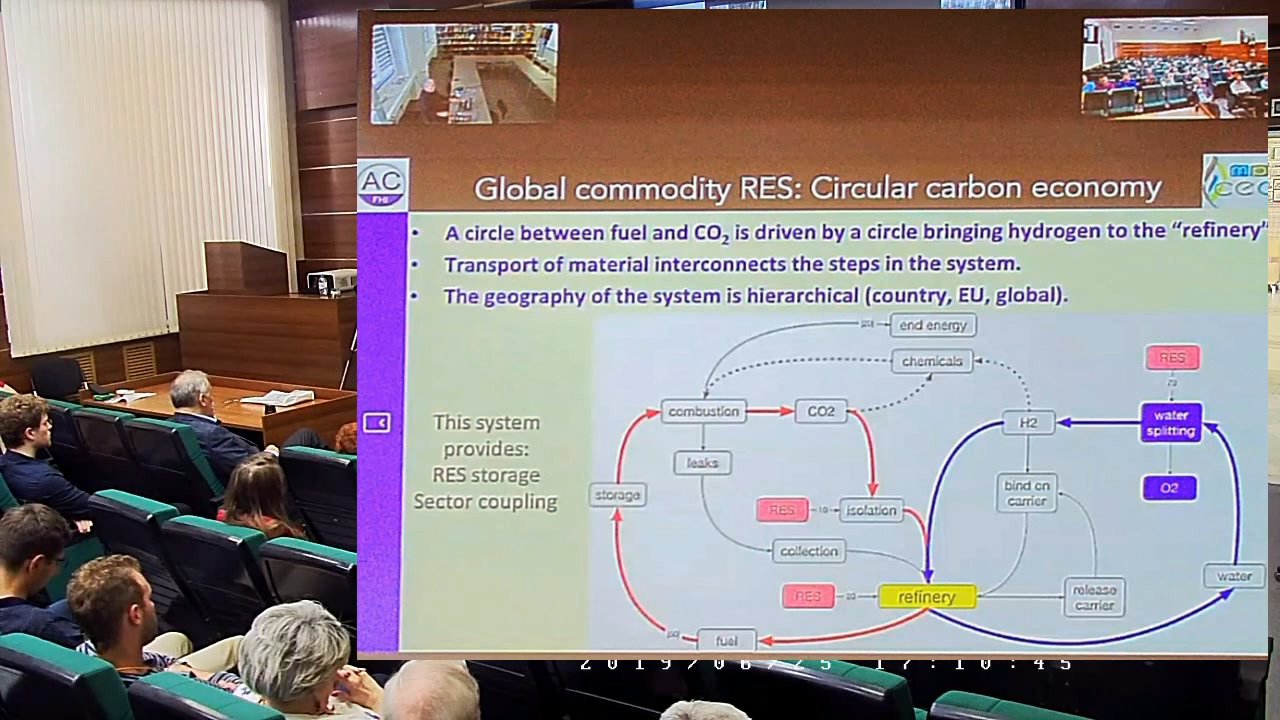 AC
FHI
Global commodity RES: Circular carbon economy
• A circle between fuel and CO2 is driven by a circle bringing hydrogen to the “refinery”
• Transport of material interconnects the steps in the system.
• The geography of the system is hierarchical (country, EU, global).
This system
provides:
RES storage
Sector coupling
end energy
chemicals
RES
combustion
CO2
H2
water
splitting
leaks
storage
bind on
carrier
O2
RES
isolation
collection
water
RES
refinery
release
carrier
fuel
2019/06/25 17:10:45